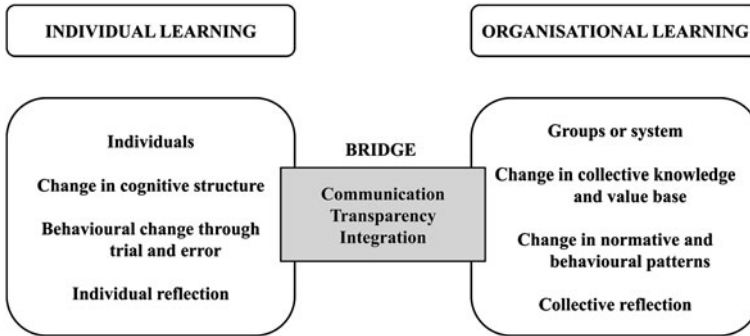 INDIVIDUAL LEARNING
ORGANISATIONAL LEARNING
Individuals
Change in cognitive structure
Behavioural change through
trial and error
Individual reflection
BRIDGE
Communication
Transparency
Integration
Groups or system
Change in collective knowledge
and value base
Change in normative and
behavioural patterns
Collective reflection